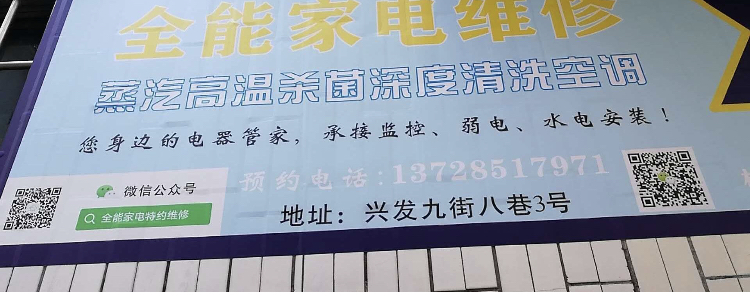 全能家电维修
蒸汽高温杀菌深度清洗空调
您身边的电器管家，承接监控、弱电、水电安装！
微信公众号
全能家电特约维修
预约电话：13728517971
地址：兴发九街八巷3号